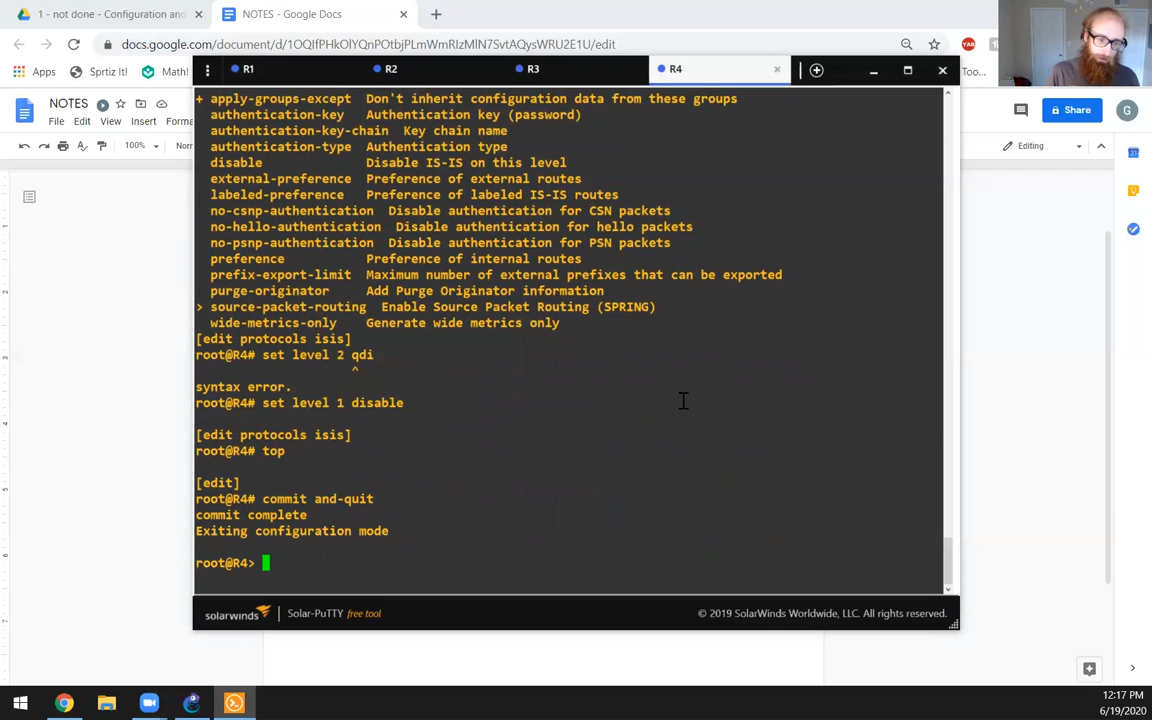 1 - not done - Configuration and
NOTES - Google Docs
docs.google.com/document/d/1OQIfPHkOlYQnPOtbjPLmWmRIzMIN7SvtAQysWRU2E1U/edit
Apps
Sprtiz It!
Math!
Too...
NOTES
File Edit View Insert Forma
Share
G
100%
Nor
Editing
R1
R2
R3
R4
+ apply-groups-except Don't inherit configuration data from these groups
authentication-key Authentication key (password)
authentication-key-chain Key chain name
authentication-type Authentication type
disable Disable IS-IS on this level
external-preference Preference of external routes
labeled-preference Preference of labeled IS-IS routes
no-csnp-authentication Disable authentication for CSN packets
no-hello-authentication Disable authentication for hello packets
no-psnp-authentication Disable authentication for PSN packets
preference Preference of internal routes
prefix-export-limit Maximum number of external prefixes that can be exported
purge-originator Add Purge Originator information
> source-packet-routing Enable Source Packet Routing (SPRING)
wide-metrics-only Generate wide metrics only
[edit protocols isis]
root@R4# set level 2 qdi
^
syntax error.
root@R4# set level 1 disable
[edit protocols isis]
root@R4# top
[edit]
root@R4# commit and-quit
commit complete
Exiting configuration mode
root@R4>
solarwinds Solar-PuTTY free tool
© 2019 SolarWinds Worldwide, LLC. All rights reserved.
12:17 PM
6/19/2020